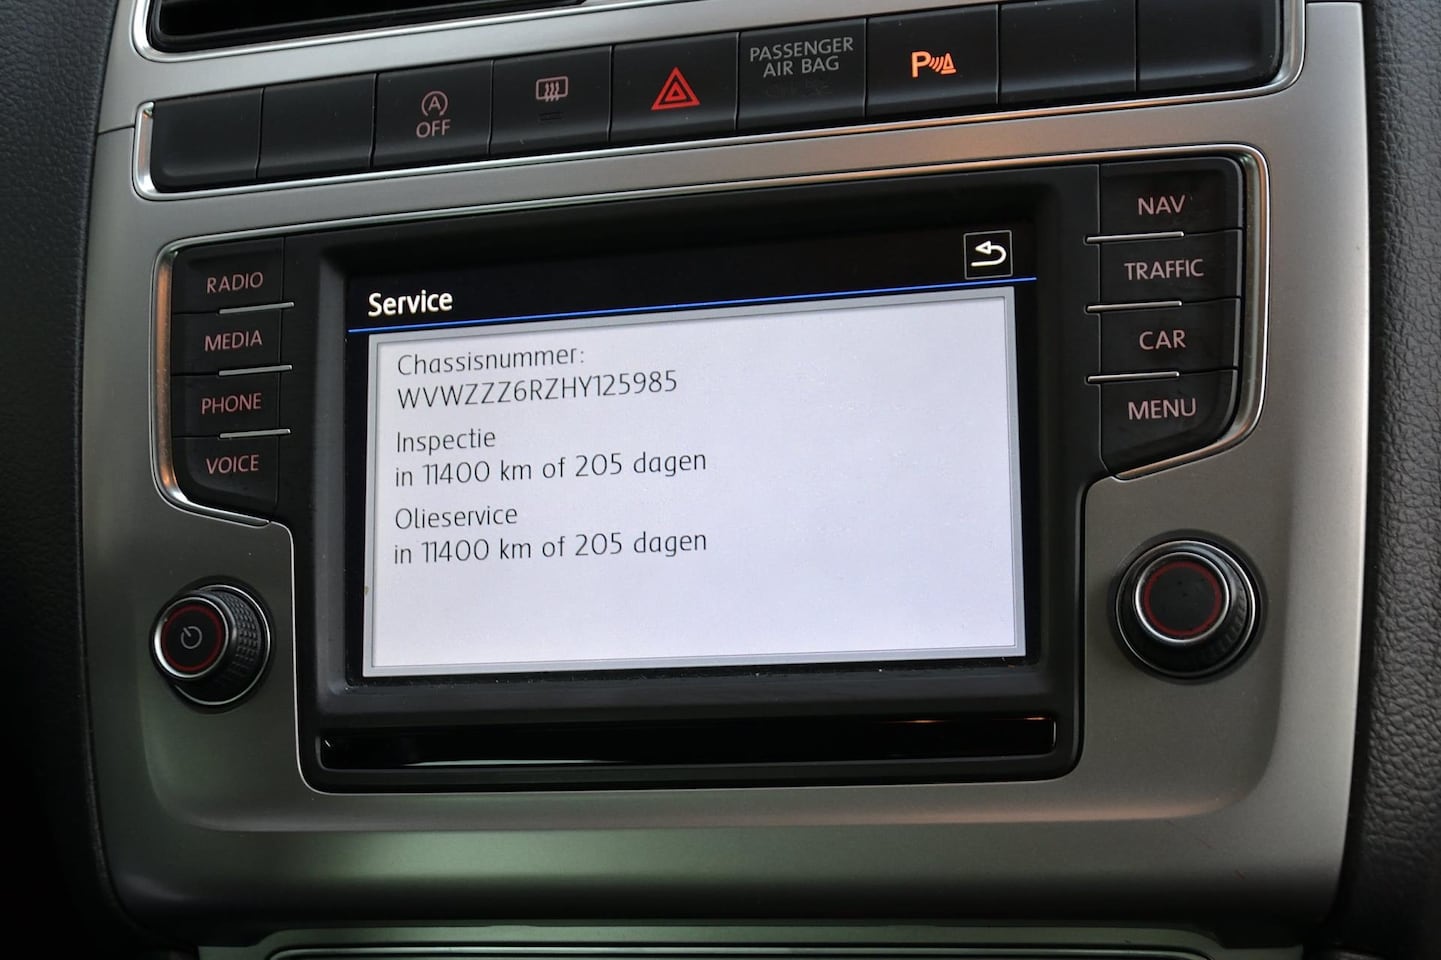 OFF
PASSENGER
AIR BAG
P
RADIO
MEDIA
PHONE
VOICE
Service
Chassisnummer:
WVWZZZ6RZHY125985
Inspectie
in 11400 km of 205 dagen
Olieservice
in 11400 km of 205 dagen
NAV
TRAFFIC
CAR
MENU